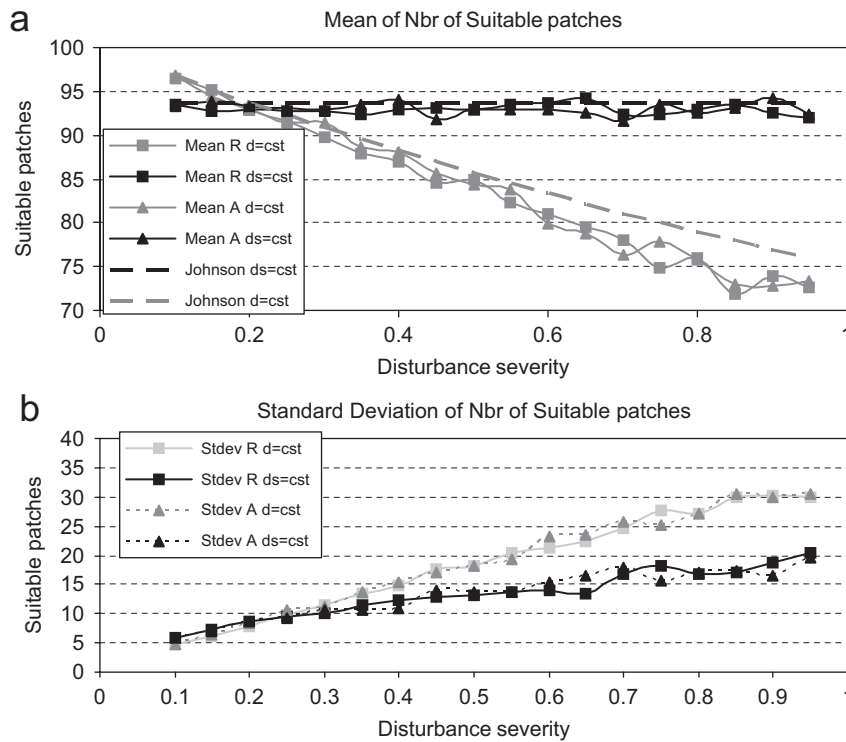 a
Mean of Nbr of Suitable patches
Suitable patches
100
95
90
85
80
75
70
Mean R d=cst
Mean R ds=cst
Mean A d=cst
Mean A ds=cst
Johnson ds=cst
Johnson d=cst
0 0.2 0.4 0.6 0.8 1
Disturbance severity
b
Standard Deviation of Nbr of Suitable patches
Suitable patches
40
35
30
25
20
15
10
5
0
Stdev R d=cst
Stdev R ds=cst
Stdev A d=cst
Stdev A ds=cst
0 0.1 0.2 0.3 0.4 0.5 0.6 0.7 0.8 0.9 1
Disturbance severity